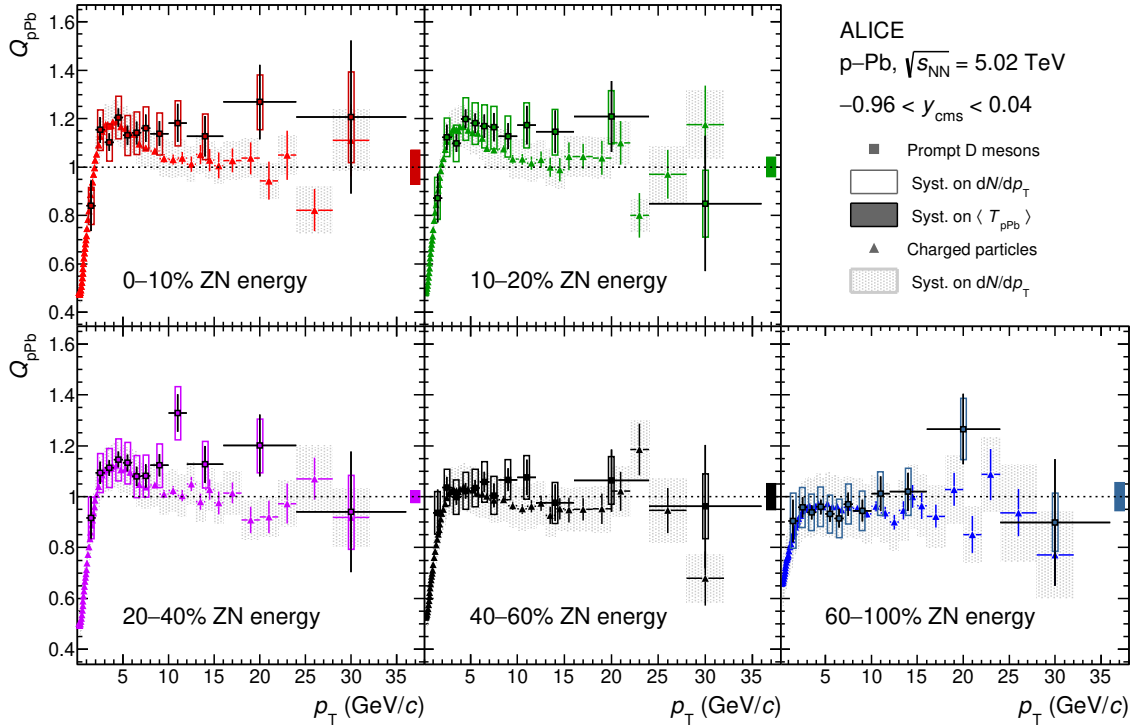 Q_pPb
1.6
1.4
1.2
1
0.8
0.6
0.4
0–10% ZN energy
10–20% ZN energy
ALICE
p–Pb, √s_NN = 5.02 TeV
−0.96 < y_cms < 0.04
Prompt D mesons
Syst. on dN/dp_T
Syst. on ⟨ T_pPb ⟩
Charged particles
Syst. on dN/dp_T
Q_pPb
1.6
1.4
1.2
1
0.8
0.6
0.4
20–40% ZN energy
40–60% ZN energy
60–100% ZN energy
5 10 15 20 25 30 35
5 10 15 20 25 30 35
5 10 15 20 25 30 35
p_T (GeV/c)
p_T (GeV/c)
p_T (GeV/c)